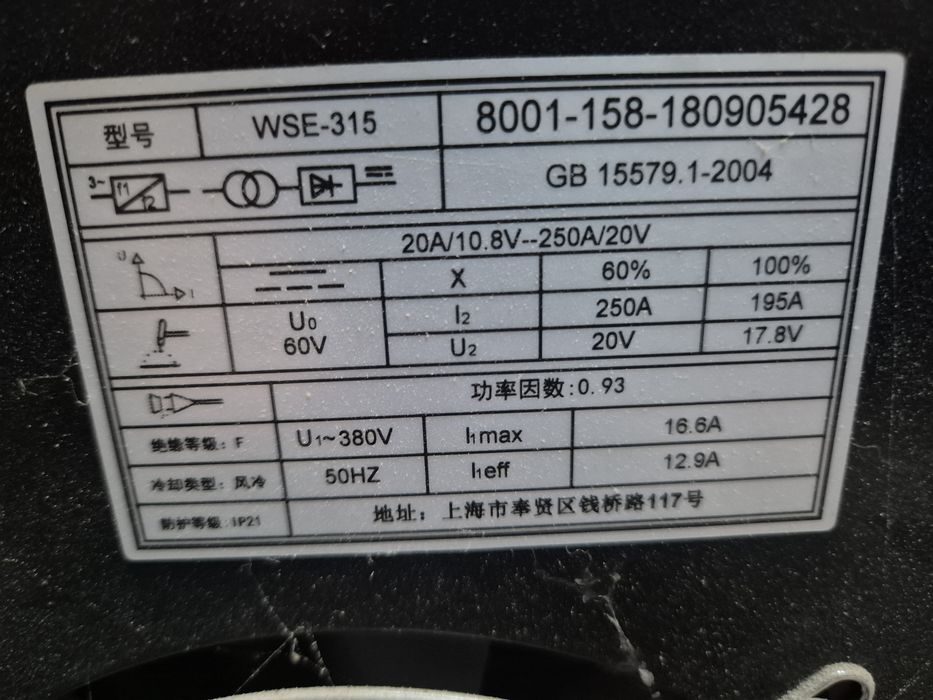 型号 WSE-315 8001-158-180905428
3~ f1 f2 GB 15579.1-2004
20A/10.8V--250A/20V
U I X 60% 100%
U0 60V I2 250A 195A
U2 20V 17.8V
功率因数:0.93
绝缘等级: F U1~380V I1max 16.6A
冷却类型: 风冷 50HZ I1eff 12.9A
防护等级: IP21 地址: 上海市奉贤区钱桥路117号